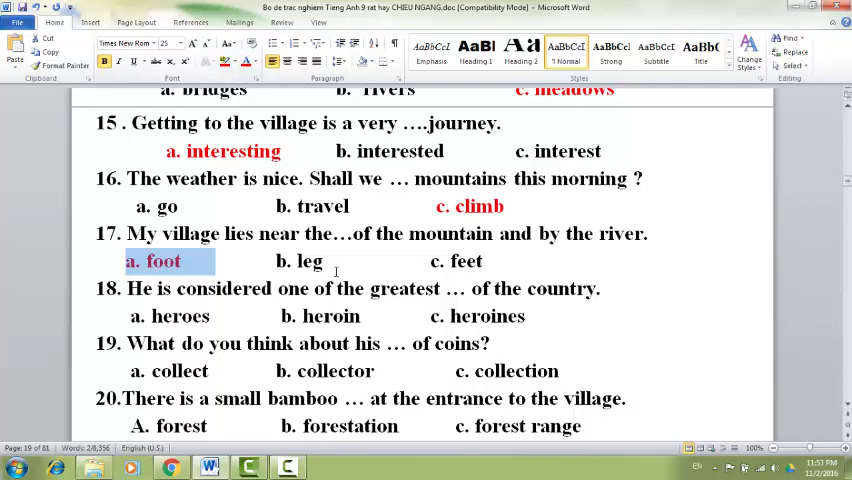 Bo de trac nghiem Tieng Anh 9 rat hay CHIEU NGANG.doc [Compatibility Mode] - Microsoft Word
File Home Insert Page Layout References Mailings Review View
Paste Cut Copy Format Painter
Times New Rom 25
AaBbCcI AaBbC AaBb AaBbCcI AaBbCcI AaBbCcI AaBbC
Emphasis Heading 1 Heading 2 ¶ Normal Strong Subtitle Title
Change Styles
Find Replace Select
Clipboard Font Paragraph Styles Editing
a. bridges b. rivers c. meadows
15 . Getting to the village is a very ….journey.
a. interesting b. interested c. interest
16. The weather is nice. Shall we … mountains this morning ?
a. go b. travel c. climb
17. My village lies near the…of the mountain and by the river.
a. foot b. leg c. feet
18. He is considered one of the greatest … of the country.
a. heroes b. heroin c. heroines
19. What do you think about his … of coins?
a. collect b. collector c. collection
20.There is a small bamboo … at the entrance to the village.
A. forest b. forestation c. forest range
Page: 19 of 81 Words: 2/8,356 English (U.S.) 100%
EN 11:53 PM
11/2/2016